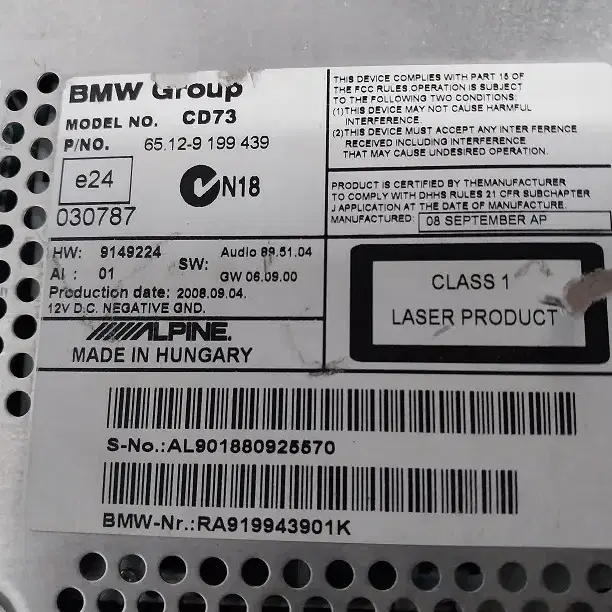 BMW Group
MODEL NO. CD73
P/NO. 65.12-9 199 439
e24
N18
030787
THIS DEVICE COMPLIES WITH PART 15 OF
THE FCC RULES.OPERATION IS SUBJECT
TO THE FOLLOWING TWO CONDITIONS:
(1)THIS DEVICE MAY NOT CAUSE HARMFUL
INTERFERENCE.
(2)THIS DEVICE MUST ACCEPT ANY INTER FERENCE
RECEIVED INCLUDING INTERFERENCE
THAT MAY CAUSE UNDESIRED OPERATION.
PRODUCT IS CERTIFIED BY THEMANUFACTURER
TO COMPLY WITH DHHS RULES 21 CFR SUBCHAPTER
J APPLICATION AT THE DATE OF MANUFACTURE.
MANUFACTURED: 08 SEPTEMBER AP
HW: 9149224
AI : 01
SW: Audio 89.51.04
GW 06.09.00
Production date: 2008.09.04.
12V D.C. NEGATIVE GND.
ALPINE.
MADE IN HUNGARY
CLASS 1
LASER PRODUCT
S-No.:AL901880925570
BMW-Nr.:RA919943901K